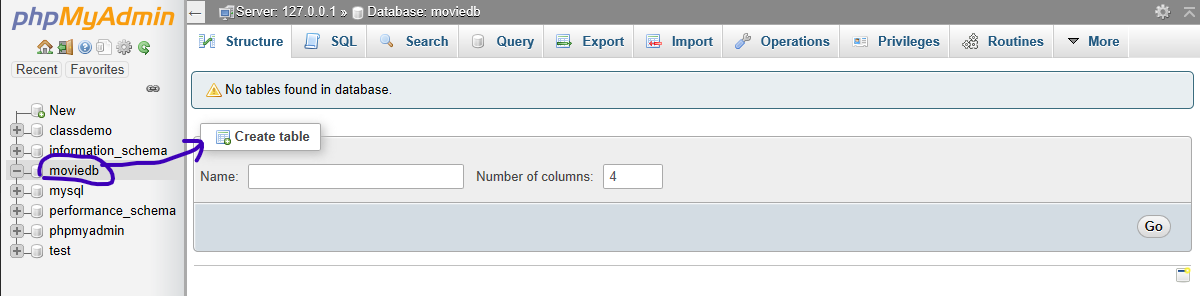 phpMyAdmin
Recent Favorites
New
classdemo
information_schema
moviedb
mysql
performance_schema
phpmyadmin
test
Server: 127.0.0.1 » Database: moviedb
Structure SQL Search Query Export Import Operations Privileges Routines More
No tables found in database.
Create table
Name: Number of columns: 4
Go